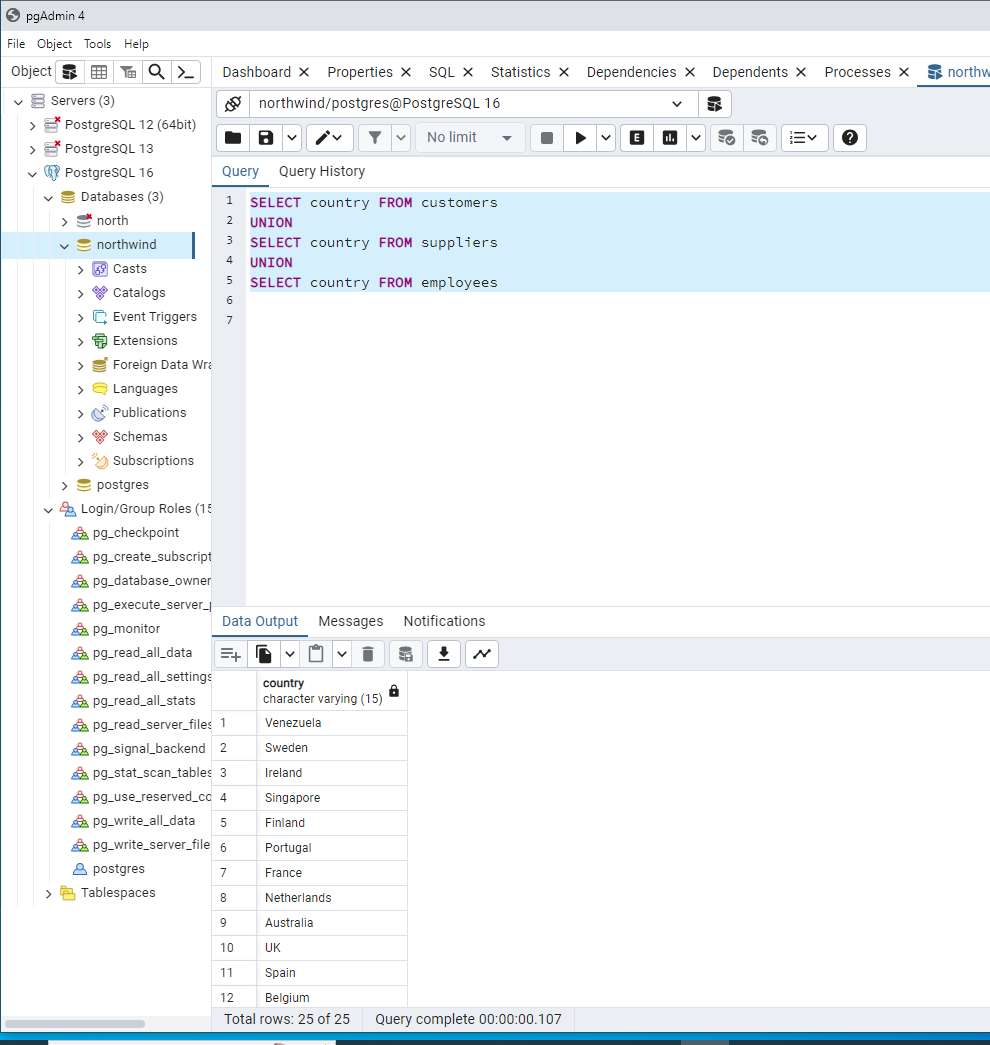 pgAdmin 4
File Object Tools Help
Object
Dashboard Properties SQL Statistics Dependencies Dependents Processes northw
Servers (3)
PostgreSQL 12 (64bit)
PostgreSQL 13
PostgreSQL 16
Databases (3)
north
northwind
Casts
Catalogs
Event Triggers
Extensions
Foreign Data Wra
Languages
Publications
Schemas
Subscriptions
postgres
Login/Group Roles (15
pg_checkpoint
pg_create_subscript
pg_database_owner
pg_execute_server_p
pg_monitor
pg_read_all_data
pg_read_all_settings
pg_read_all_stats
pg_read_server_files
pg_signal_backend
pg_stat_scan_tables
pg_use_reserved_co
pg_write_all_data
pg_write_server_file
postgres
Tablespaces
northwind/postgres@PostgreSQL 16
No limit E
Query Query History
1 SELECT country FROM customers
2 UNION
3 SELECT country FROM suppliers
4 UNION
5 SELECT country FROM employees
6
7
Data Output Messages Notifications
country
character varying (15)
1 Venezuela
2 Sweden
3 Ireland
4 Singapore
5 Finland
6 Portugal
7 France
8 Netherlands
9 Australia
10 UK
11 Spain
12 Belgium
Total rows: 25 of 25 Query complete 00:00:00.107